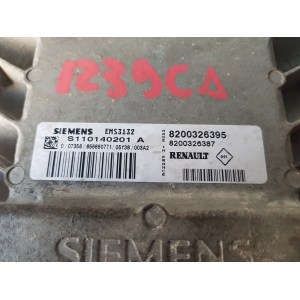 1239CA
SIEMENS EMS3132
S110140201 A
8200326395
8200326387
RENAULT
SIEMENS